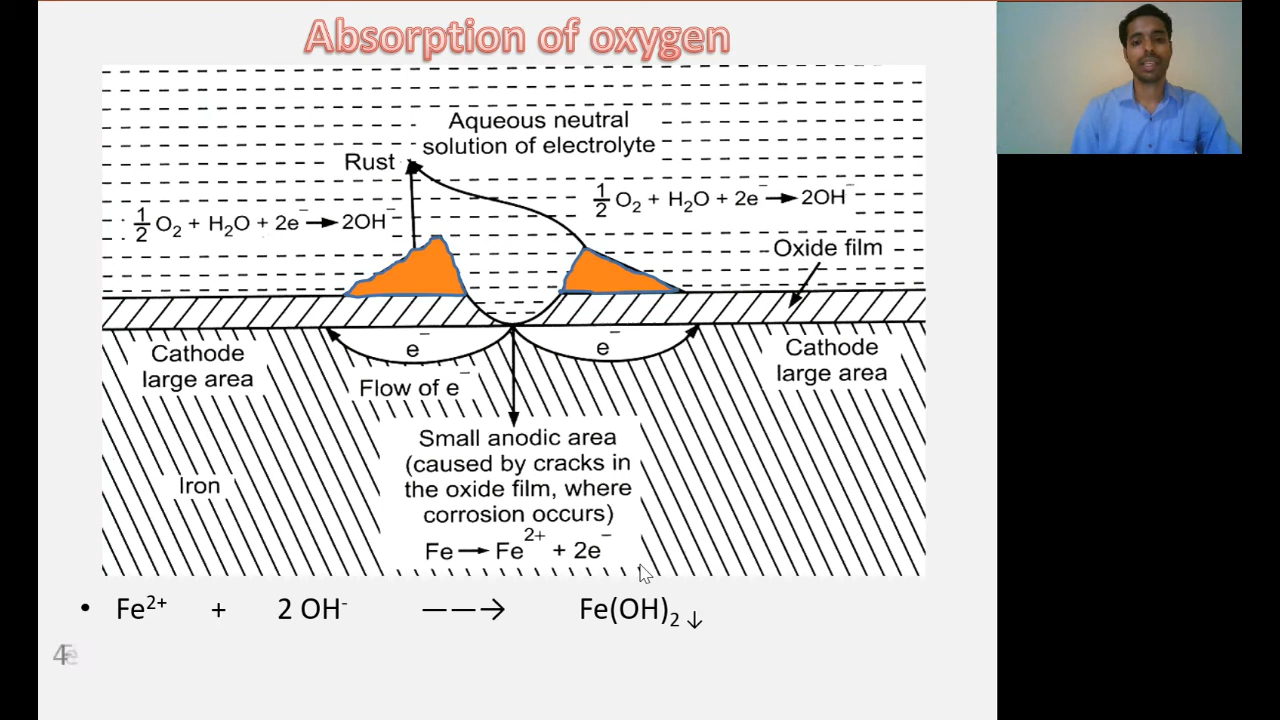 Absorption of oxygen
Aqueous neutral
solution of electrolyte
Rust
½ O₂ + H₂O + 2e⁻ → 2OH⁻
½ O₂ + H₂O + 2e⁻ → 2OH⁻
Oxide film
e⁻
e⁻
Cathode
large area
Cathode
large area
Flow of e⁻
Small anodic area
(caused by cracks in
the oxide film, where
corrosion occurs)
Fe → Fe²⁺ + 2e⁻
Iron
• Fe²⁺ + 2 OH⁻ ——→ Fe(OH)₂ ↓
4